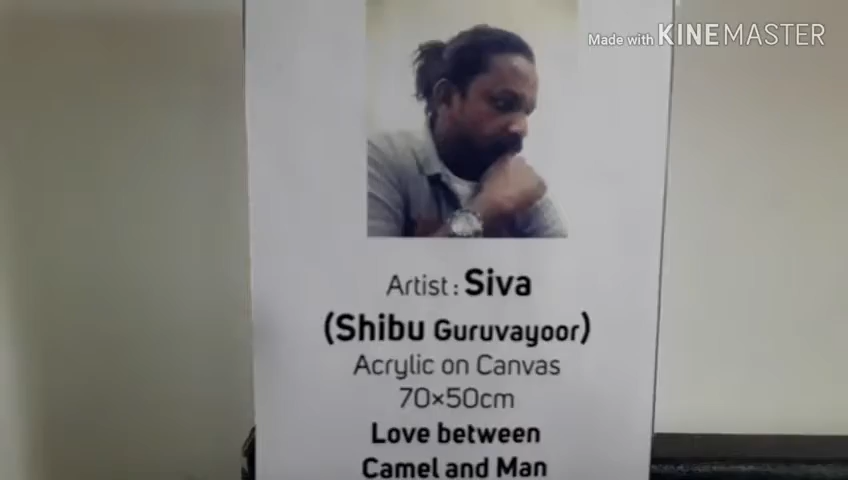 Made with KINEMASTER
Artist : Siva
(Shibu Guruvayoor)
Acrylic on Canvas
70×50cm
Love between
Camel and Man